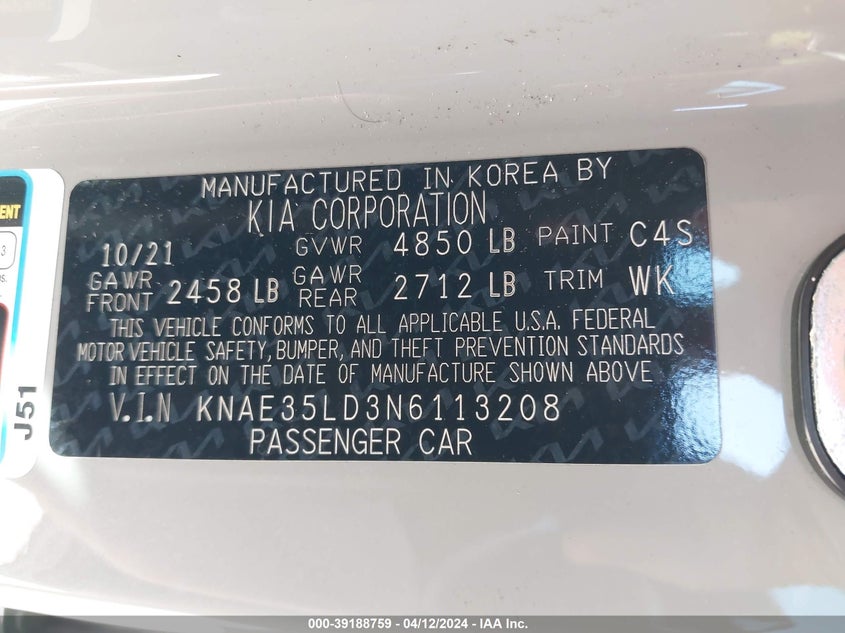 MANUFACTURED IN KOREA BY
KIA CORPORATION
10/21 GVWR 4850 LB PAINT C4S
GAWR FRONT 2458 LB GAWR REAR 2712 LB TRIM WK
THIS VEHICLE CONFORMS TO ALL APPLICABLE U.S.A. FEDERAL
MOTOR VEHICLE SAFETY, BUMPER, AND THEFT PREVENTION STANDARDS
IN EFFECT ON THE DATE OF MANUFACTURE SHOWN ABOVE
V.I.N KNAE35LD3N6113208
PASSENGER CAR
J51
000-39188759 - 04/12/2024 - IAA Inc.